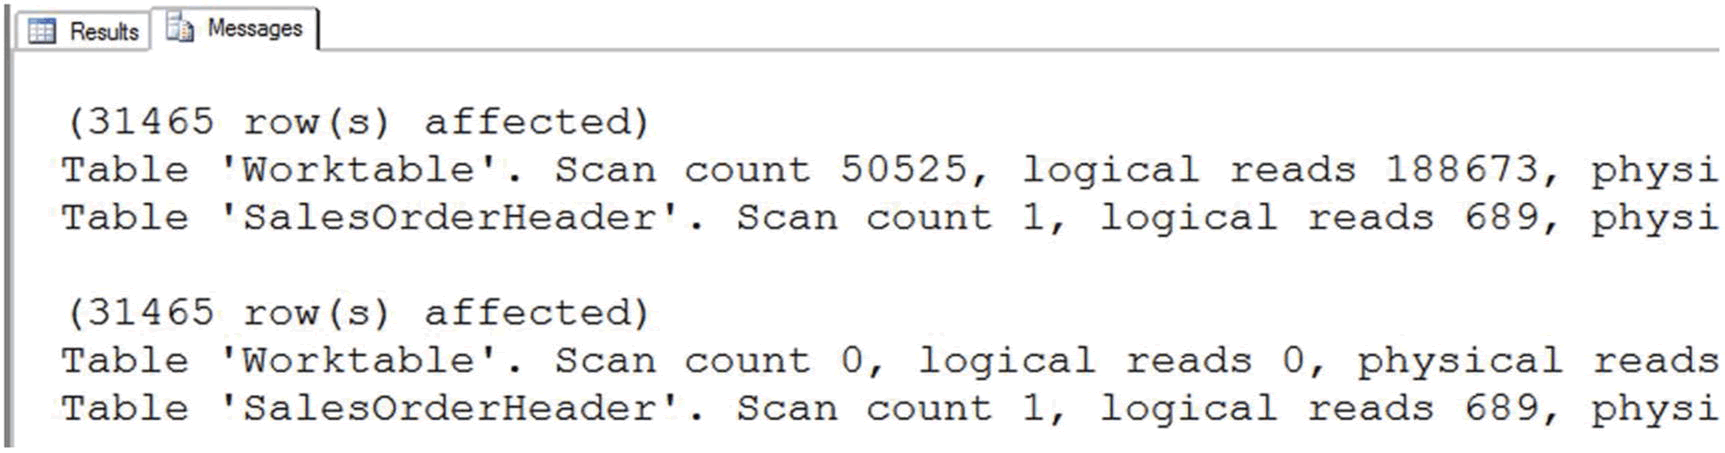 Results Messages
(31465 row(s) affected)
Table 'Worktable'. Scan count 50525, logical reads 188673, physi
Table 'SalesOrderHeader'. Scan count 1, logical reads 689, physi
(31465 row(s) affected)
Table 'Worktable'. Scan count 0, logical reads 0, physical reads
Table 'SalesOrderHeader'. Scan count 1, logical reads 689, physi